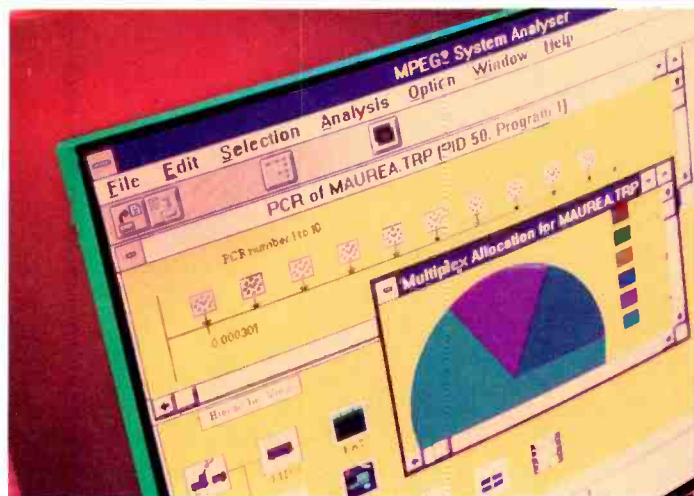 MPEG2 System Analyser
File Edit Selection Analysis Option Window Help
PCR of MAUREA.TRP [PID 50, Program 1]
PCR number 1 to 10
0.000301
Multiplex Allocation for MAUREA.TRP